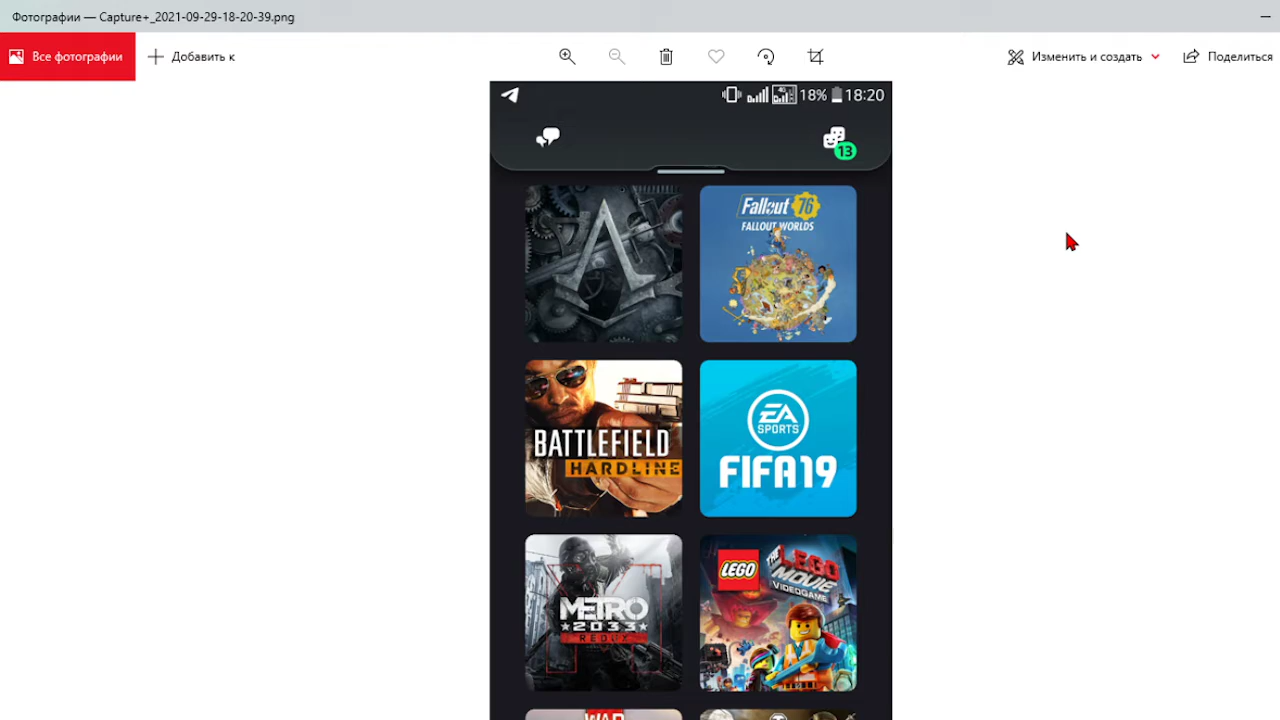 Фотографии — Capture+_2021-09-29-18-20-39.png
Все фотографии
Добавить к
Изменить и создать
Поделиться
18%
18:20
13
Fallout 76
FALLOUT WORLDS
BATTLEFIELD
HARDLINE
EA
SPORTS
FIFA19
METRO
2033
REDUX
LEGO
THE LEGO
MOVIE
VIDEOGAME
WAR